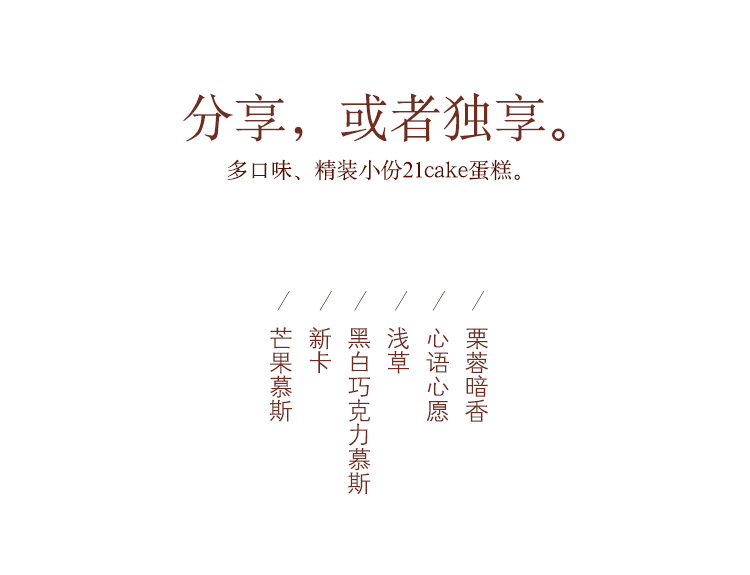 分享，或者独享。
多口味、精装小份21cake蛋糕。
/ / / / / /
芒果慕斯
新卡
黑白巧克力慕斯
浅草
心语心愿
栗蓉暗香